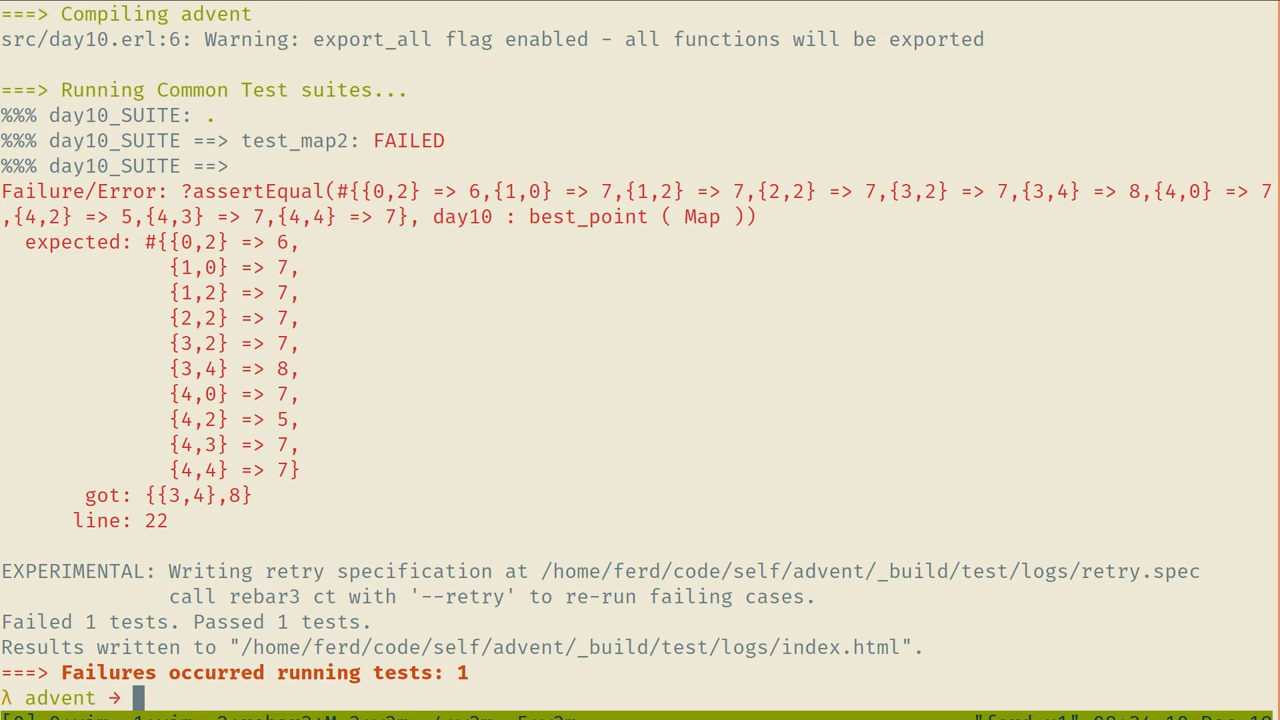 ===> Compiling advent
src/day10.erl:6: Warning: export_all flag enabled - all functions will be exported
===> Running Common Test suites...
%%% day10_SUITE: .
%%% day10_SUITE ==> test_map2: FAILED
%%% day10_SUITE ==>
Failure/Error: ?assertEqual(#{{0,2} => 6,{1,0} => 7,{1,2} => 7,{2,2} => 7,{3,2} => 7,{3,4} => 8,{4,0} => 7
,{4,2} => 5,{4,3} => 7,{4,4} => 7}, day10 : best_point ( Map ))
expected: #{{0,2} => 6,
{1,0} => 7,
{1,2} => 7,
{2,2} => 7,
{3,2} => 7,
{3,4} => 8,
{4,0} => 7,
{4,2} => 5,
{4,3} => 7,
{4,4} => 7}
got: {{3,4},8}
line: 22
EXPERIMENTAL: Writing retry specification at /home/ferd/code/self/advent/_build/test/logs/retry.spec
call rebar3 ct with '--retry' to re-run failing cases.
Failed 1 tests. Passed 1 tests.
Results written to "/home/ferd/code/self/advent/_build/test/logs/index.html".
===> Failures occurred running tests: 1
λ advent →